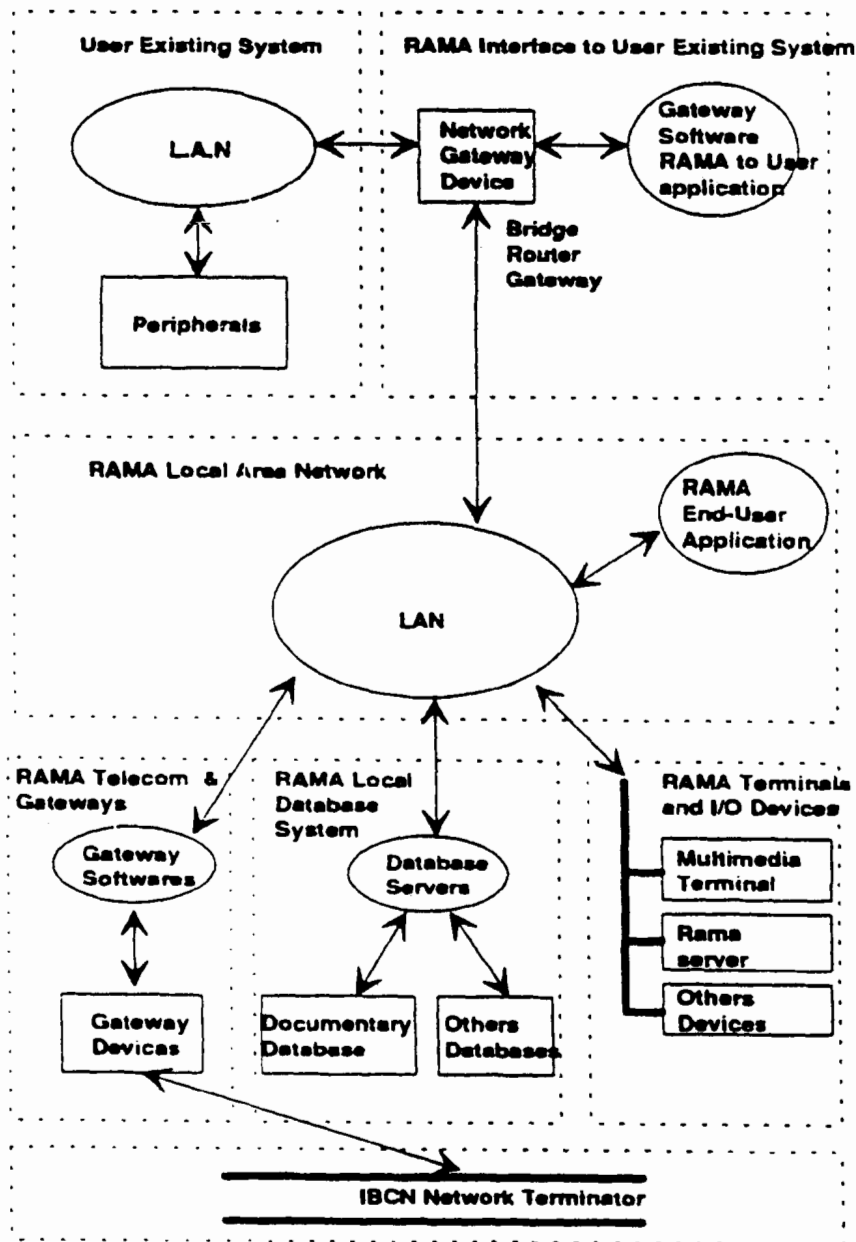 User Existing System
RAMA Interface to User Existing System
L.A.N
Network
Gateway
Device
Gateway
Software
RAMA to User
application
Bridge
Router
Gateway
Peripherals
RAMA Local Area Network
RAMA
End-User
Application
LAN
RAMA Telecom &
Gateways
RAMA Local
Database
System
RAMA Terminals
and I/O Devices
Gateway
Softwares
Database
Servers
Multimedia
Terminal
Rama
server
Others
Devices
Gateway
Devicas
Documentary
Database
Others
Databases
IBCN Network Terminator